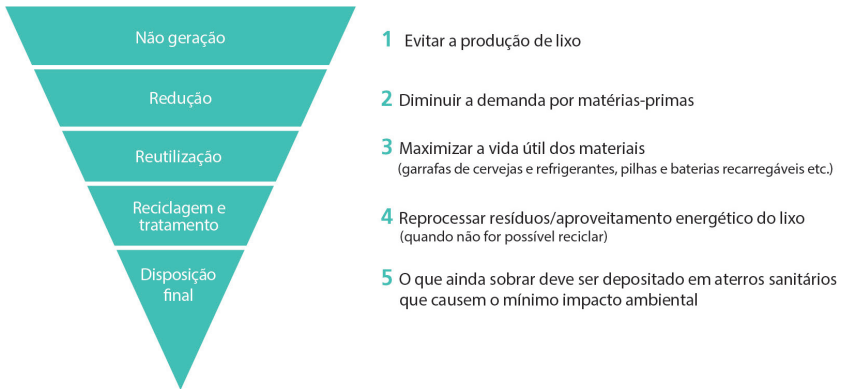 Não geração
1 Evitar a produção de lixo
Redução
2 Diminuir a demanda por matérias-primas
Reutilização
3 Maximizar a vida útil dos materiais
(garrafas de cervejas e refrigerantes, pilhas e baterias recarregáveis etc.)
Reciclagem e
tratamento
4 Reprocessar resíduos/aproveitamento energético do lixo
(quando não for possível reciclar)
Disposição
final
5 O que ainda sobrar deve ser depositado em aterros sanitários
que causem o mínimo impacto ambiental